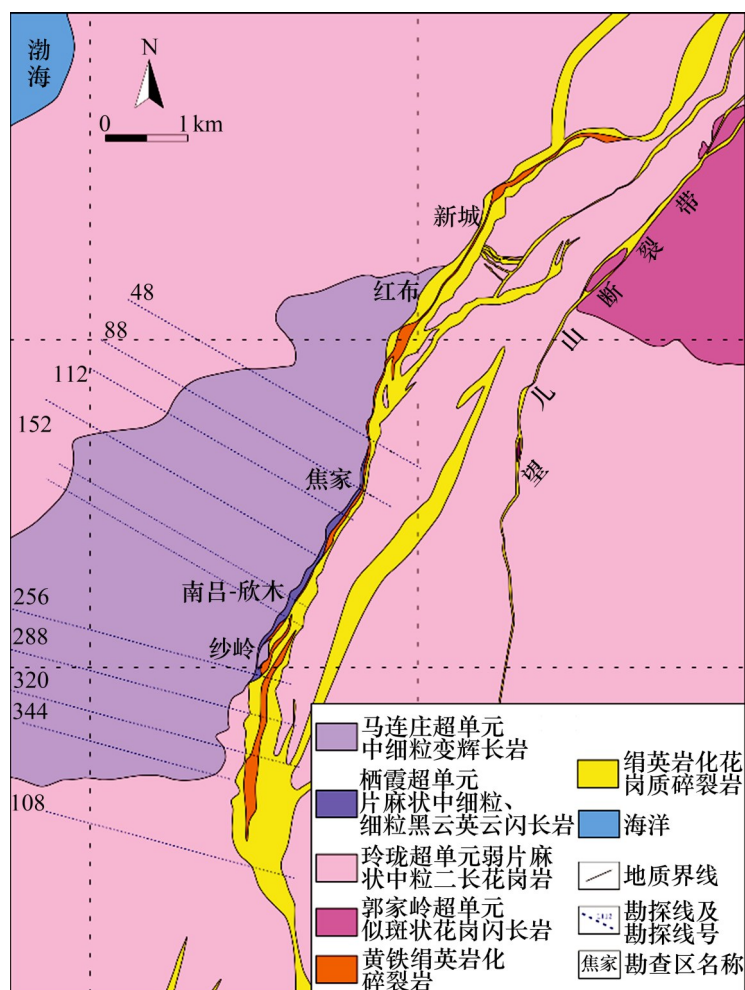 渤海
N
0 1 km
新城
红布
48
88
112
152
焦家
南吕-欣木
纱岭
256
288
320
344
108
望儿山断裂带
马连庄超单元
中细粒变辉长岩
栖霞超单元
片麻状中细粒、
细粒黑云英云闪长岩
玲珑超单元弱片麻
状中粒二长花岗岩
郭家岭超单元
似斑状花岗闪长岩
黄铁绢英岩化
碎裂岩
绢英岩化花
岗质碎裂岩
海洋
地质界线
勘探线及
勘探线号
焦家 勘查区名称